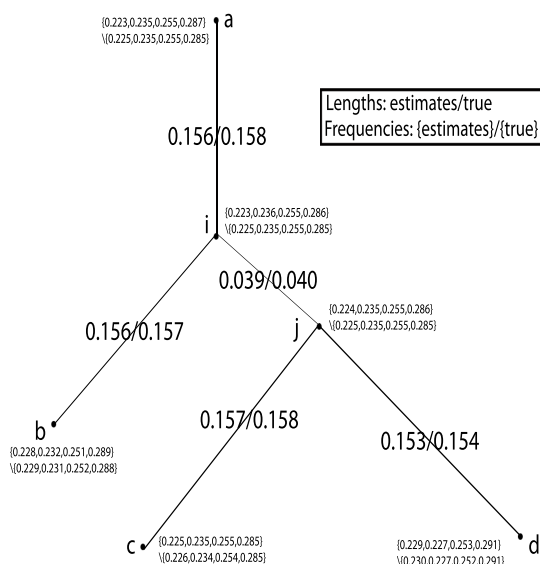 {0.223,0.235,0.255,0.287}
\{0.225,0.235,0.255,0.285}
a
Lengths: estimates/true
Frequencies: {estimates}/{true}
0.156/0.158
{0.223,0.236,0.255,0.286}
\{0.225,0.235,0.255,0.285}
i
0.039/0.040
{0.224,0.235,0.255,0.286}
\{0.225,0.235,0.255,0.285}
j
0.156/0.157
0.157/0.158
0.153/0.154
b
{0.228,0.232,0.251,0.289}
\{0.229,0.231,0.252,0.288}
c
{0.225,0.235,0.255,0.285}
\{0.226,0.234,0.254,0.285}
{0.229,0.227,0.253,0.291}
\{0.230,0.227,0.252,0.291}
d